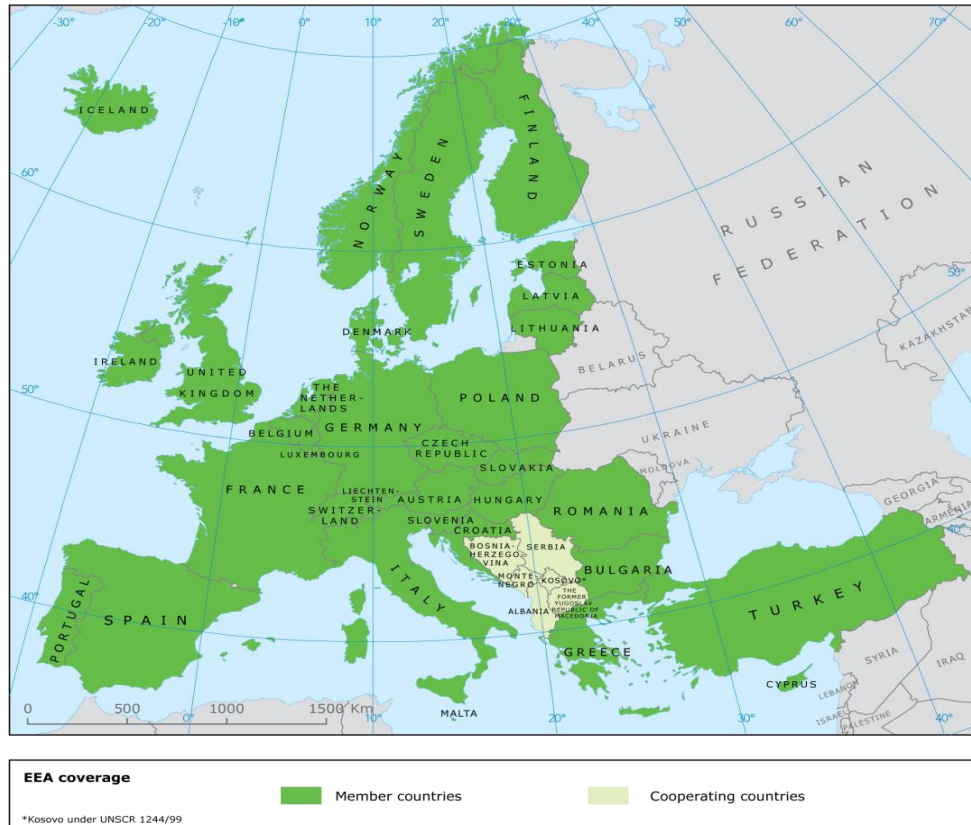 -30°
-20°
-10°
0°
10°
20°
30°
40°
50°
60°
70°
ICELAND
60°
FINLAND
NORWAY
SWEDEN
RUSSIAN
FEDERATION
50°
ESTONIA
LATVIA
LITHUANIA
KAZAKHSTAN
DENMARK
BELARUS
IRELAND
UNITED
KINGDOM
50°
THE
NETHER-
LANDS
POLAND
BELGIUM
GERMANY
UKRAINE
LUXEMBOURG
CZECH
REPUBLIC
SLOVAKIA
MOLDOVA
FRANCE
LIECHTEN-
STEIN
AUSTRIA
HUNGARY
ROMANIA
GEORGIA
ARMENIA
SWITZER-
LAND
SLOVENIA
CROATIA
40°
BOSNIA-
HERZEGO-
VINA
SERBIA
MONTE-
NEGRO
KOSOVO*
BULGARIA
ITALY
ALBANIA
THE
FORMER
YUGOSLAV
REPUBLIC OF
MACEDONIA
TURKEY
40°
PORTUGAL
SPAIN
GREECE
SYRIA
IRAQ
CYPRUS
LEBANON
ISRAEL
PALESTINE
MALTA
0 500 1000 1500 Km
0°
10°
20°
30°
40°
EEA coverage
Member countries
Cooperating countries
*Kosovo under UNSCR 1244/99